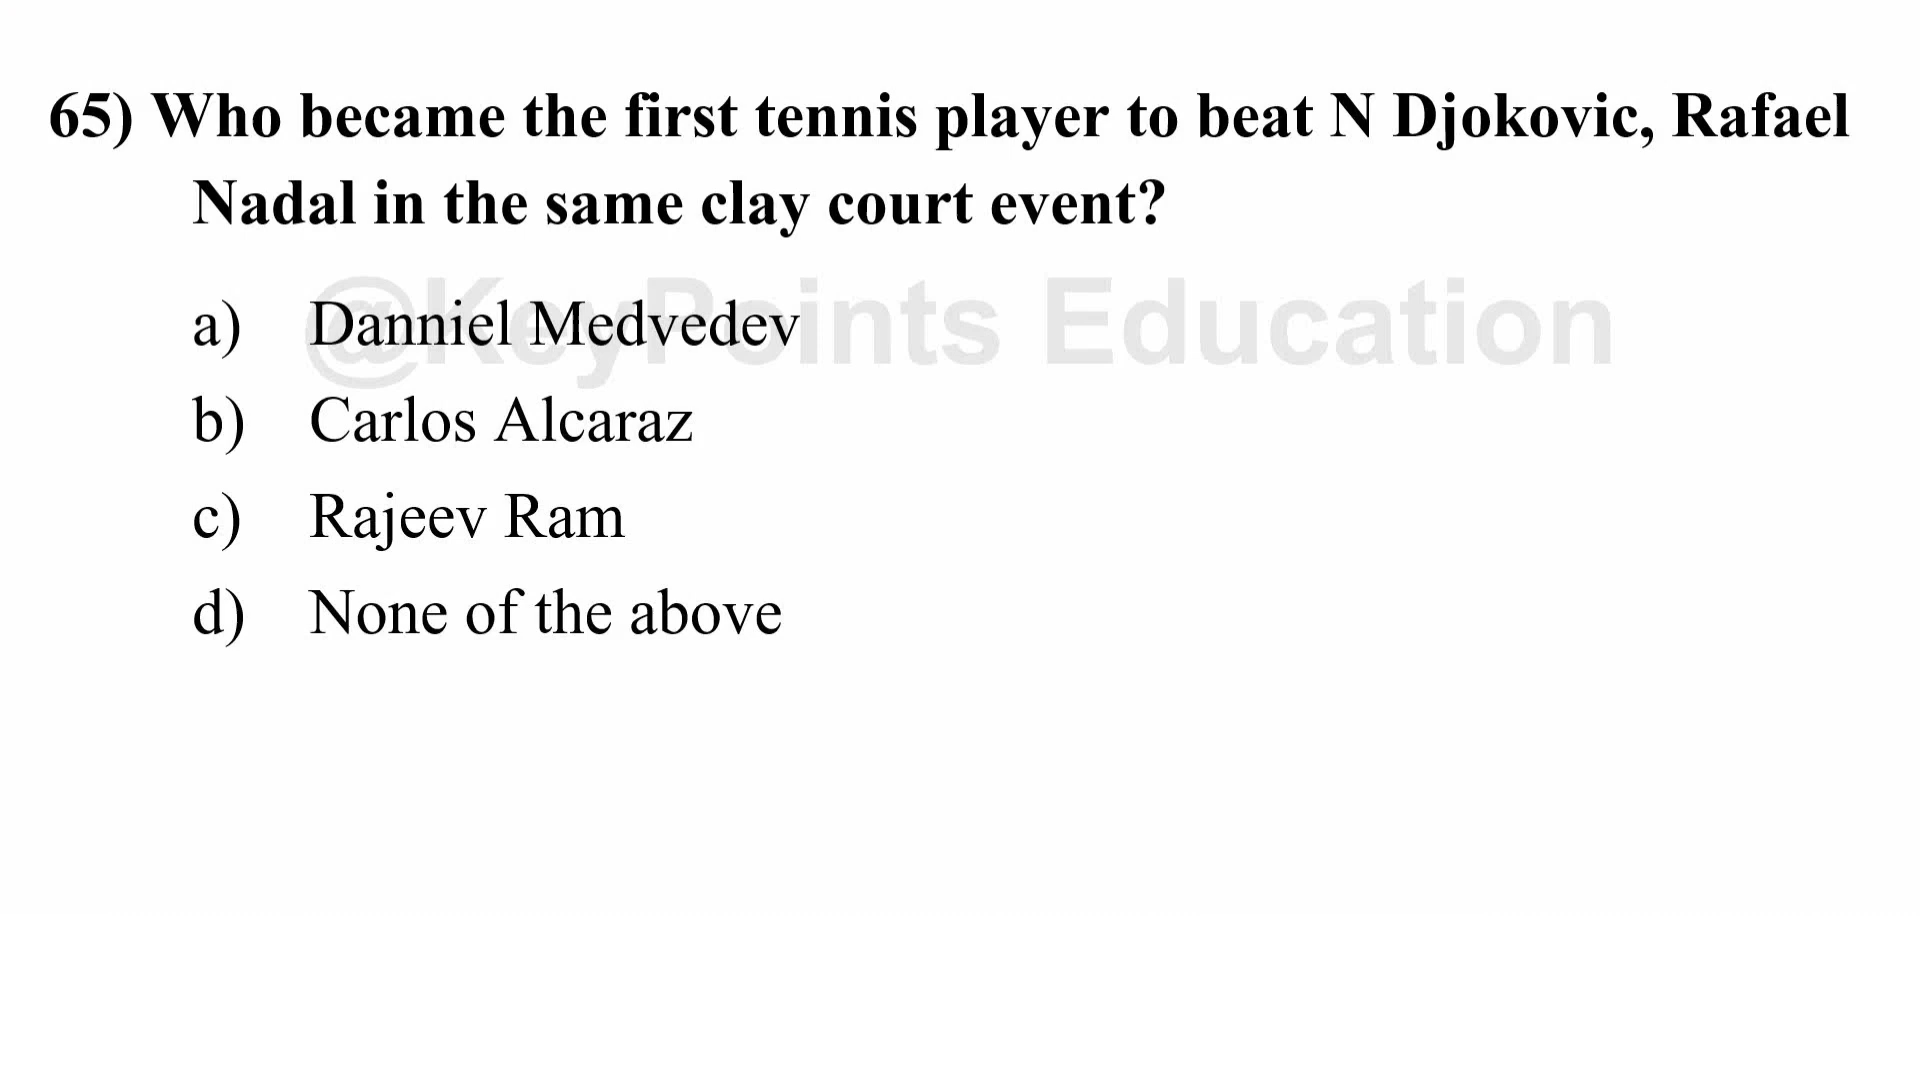 65) Who became the first tennis player to beat N Djokovic, Rafael
Nadal in the same clay court event?
@KeyPoints Education
a) Danniel Medvedev
b) Carlos Alcaraz
c) Rajeev Ram
d) None of the above